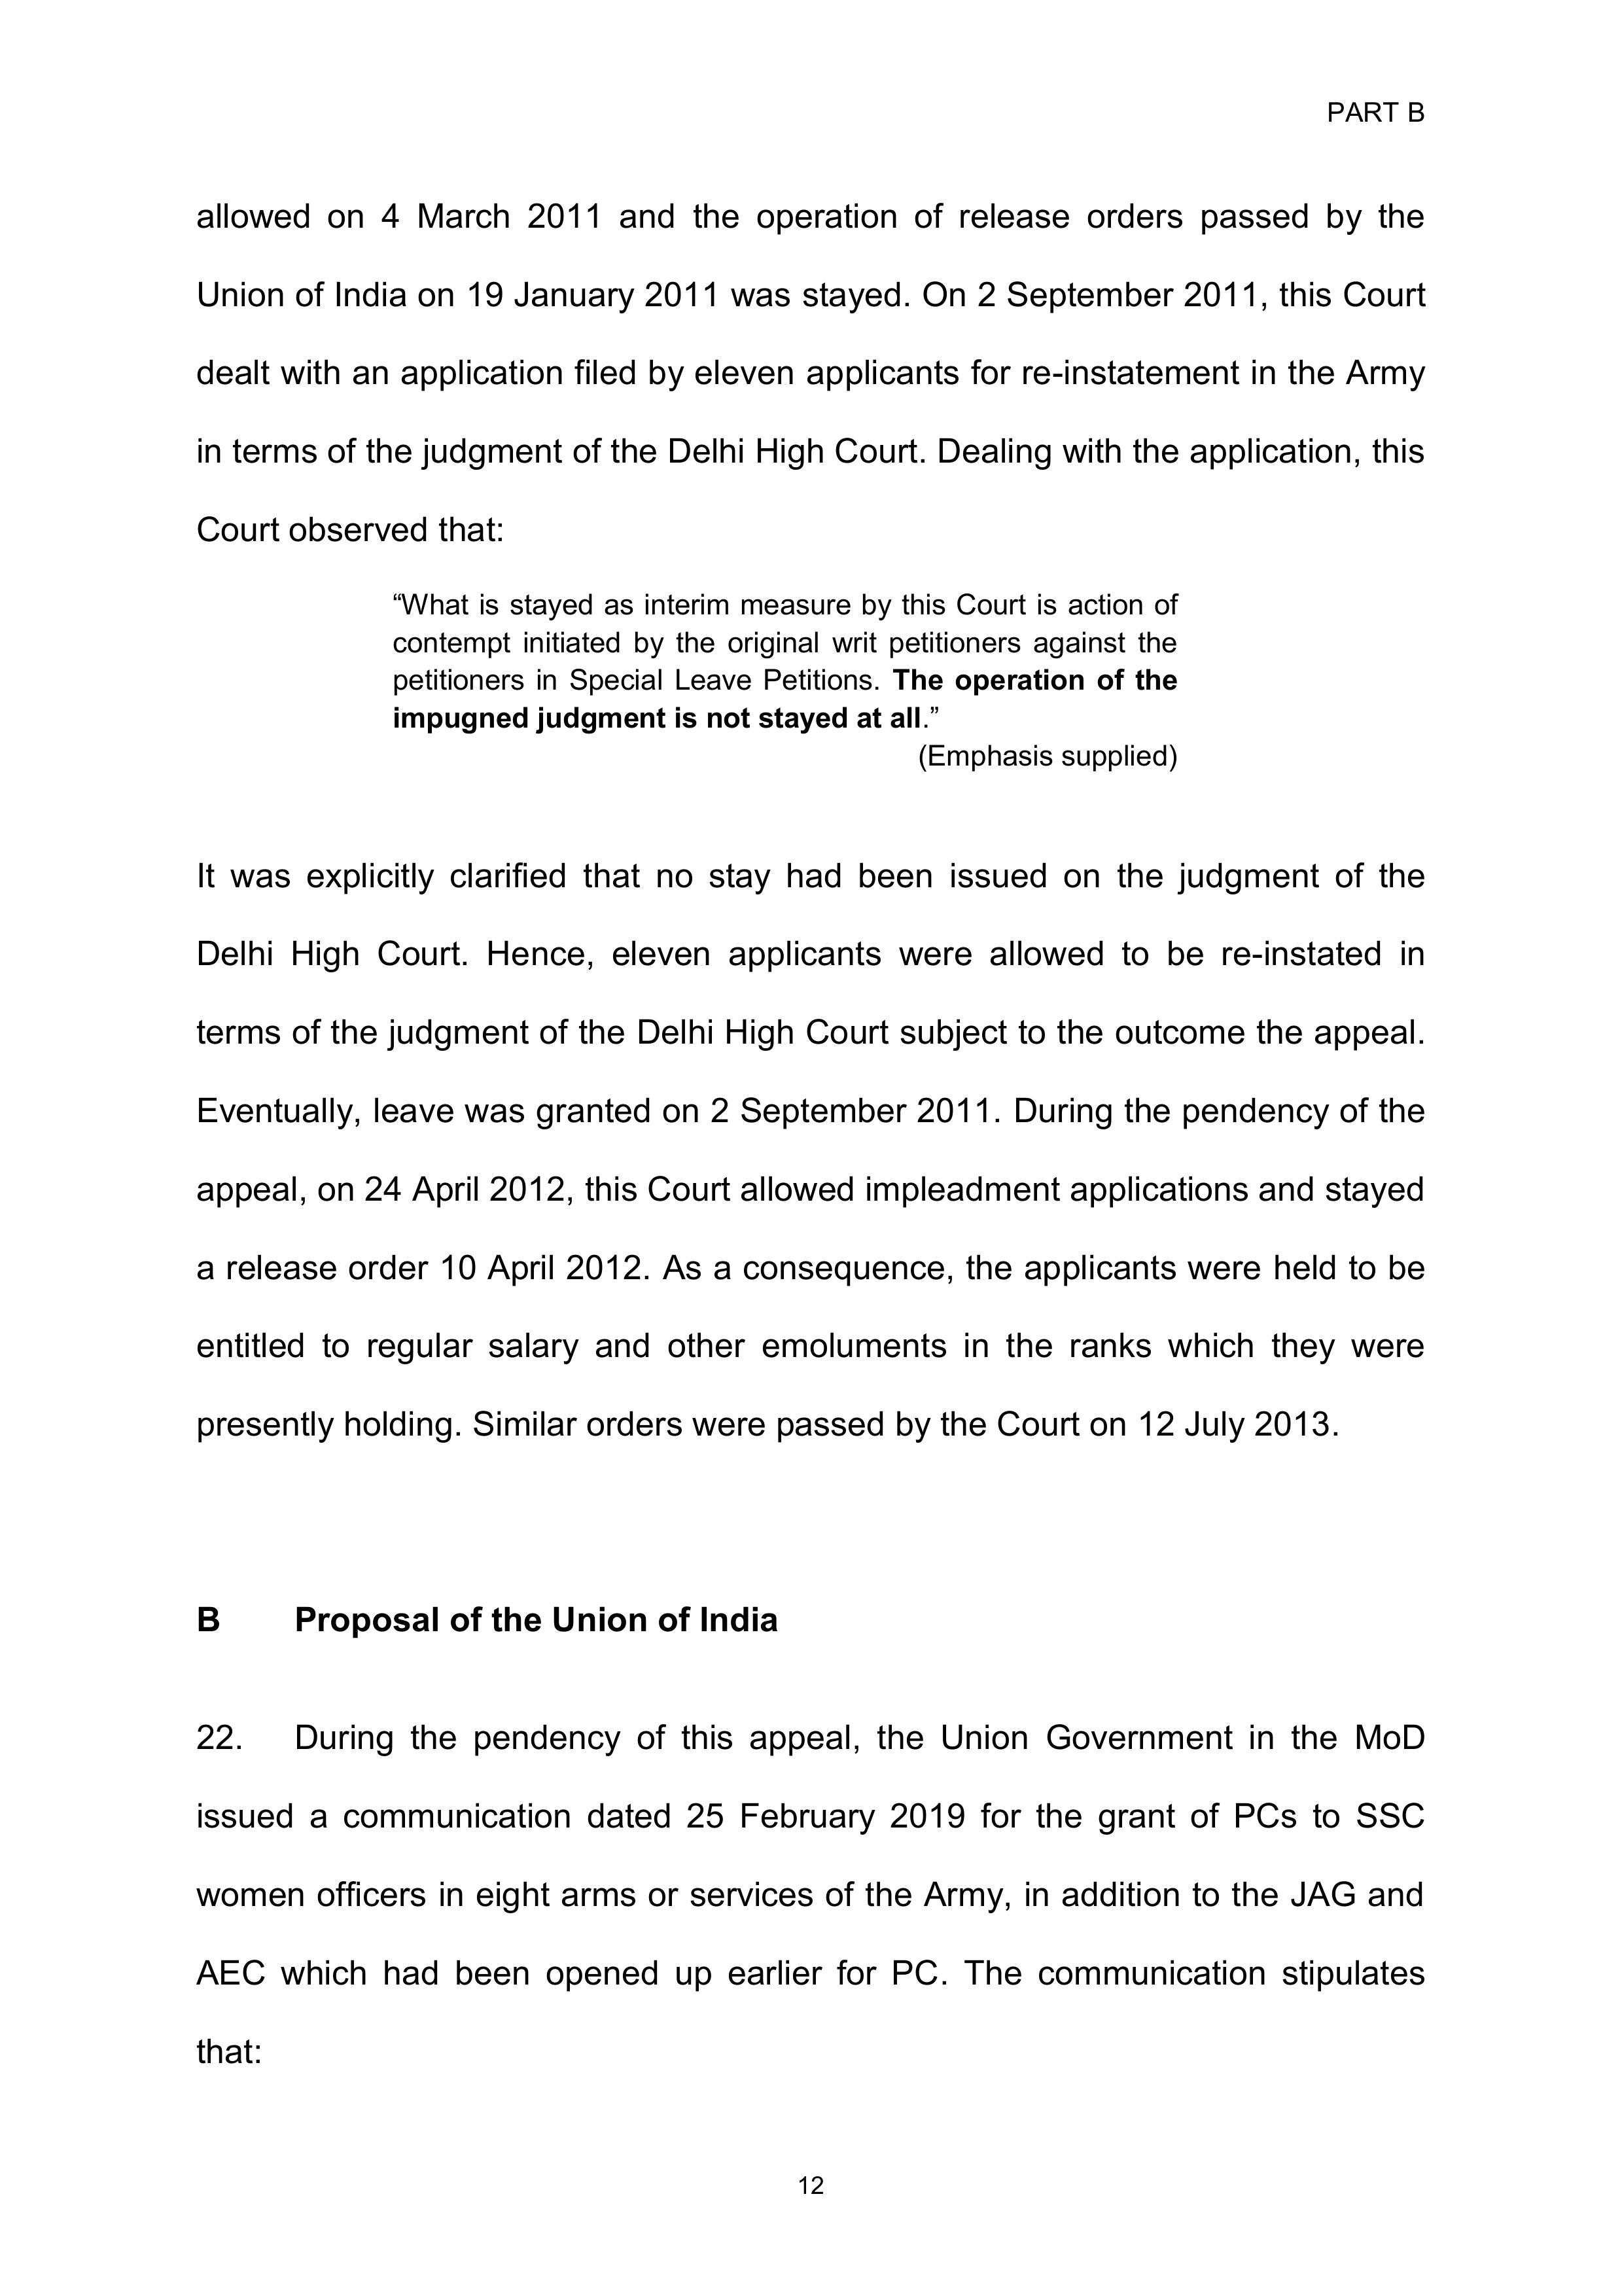 PART B
allowed on 4 March 2011 and the operation of release orders passed by the
Union of India on 19 January 2011 was stayed. On 2 September 2011, this Court
dealt with an application filed by eleven applicants for re-instatement in the Army
in terms of the judgment of the Delhi High Court. Dealing with the application, this
Court observed that:
“What is stayed as interim measure by this Court is action of
contempt initiated by the original writ petitioners against the
petitioners in Special Leave Petitions. The operation of the
impugned judgment is not stayed at all.”
(Emphasis supplied)
It was explicitly clarified that no stay had been issued on the judgment of the
Delhi High Court. Hence, eleven applicants were allowed to be re-instated in
terms of the judgment of the Delhi High Court subject to the outcome the appeal.
Eventually, leave was granted on 2 September 2011. During the pendency of the
appeal, on 24 April 2012, this Court allowed impleadment applications and stayed
a release order 10 April 2012. As a consequence, the applicants were held to be
entitled to regular salary and other emoluments in the ranks which they were
presently holding. Similar orders were passed by the Court on 12 July 2013.
B Proposal of the Union of India
22. During the pendency of this appeal, the Union Government in the MoD
issued a communication dated 25 February 2019 for the grant of PCs to SSC
women officers in eight arms or services of the Army, in addition to the JAG and
AEC which had been opened up earlier for PC. The communication stipulates
that:
12